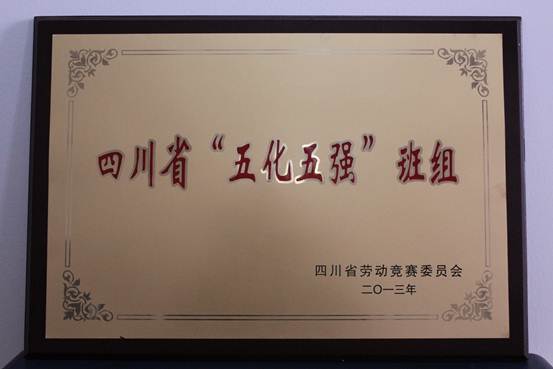 四川省“五化五强”班组
四川省劳动竞赛委员会
二〇一三年